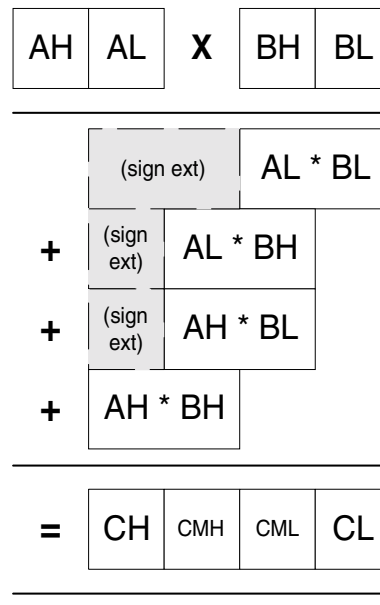 AH AL X BH BL
(sign ext) AL * BL
+ (sign
ext) AL * BH
+ (sign
ext) AH * BL
+ AH * BH
= CH CMH CML CL